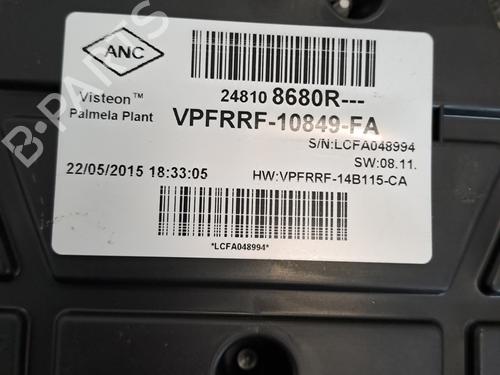 ANC
Visteon™
Palmela Plant
24810 8680R---
VPFRRF-10849-FA
S/N:LCFA048994
SW:08.11.
22/05/2015 18:33:05
HW:VPFRRF-14B115-CA
*LCFA048994*
B-PARTS